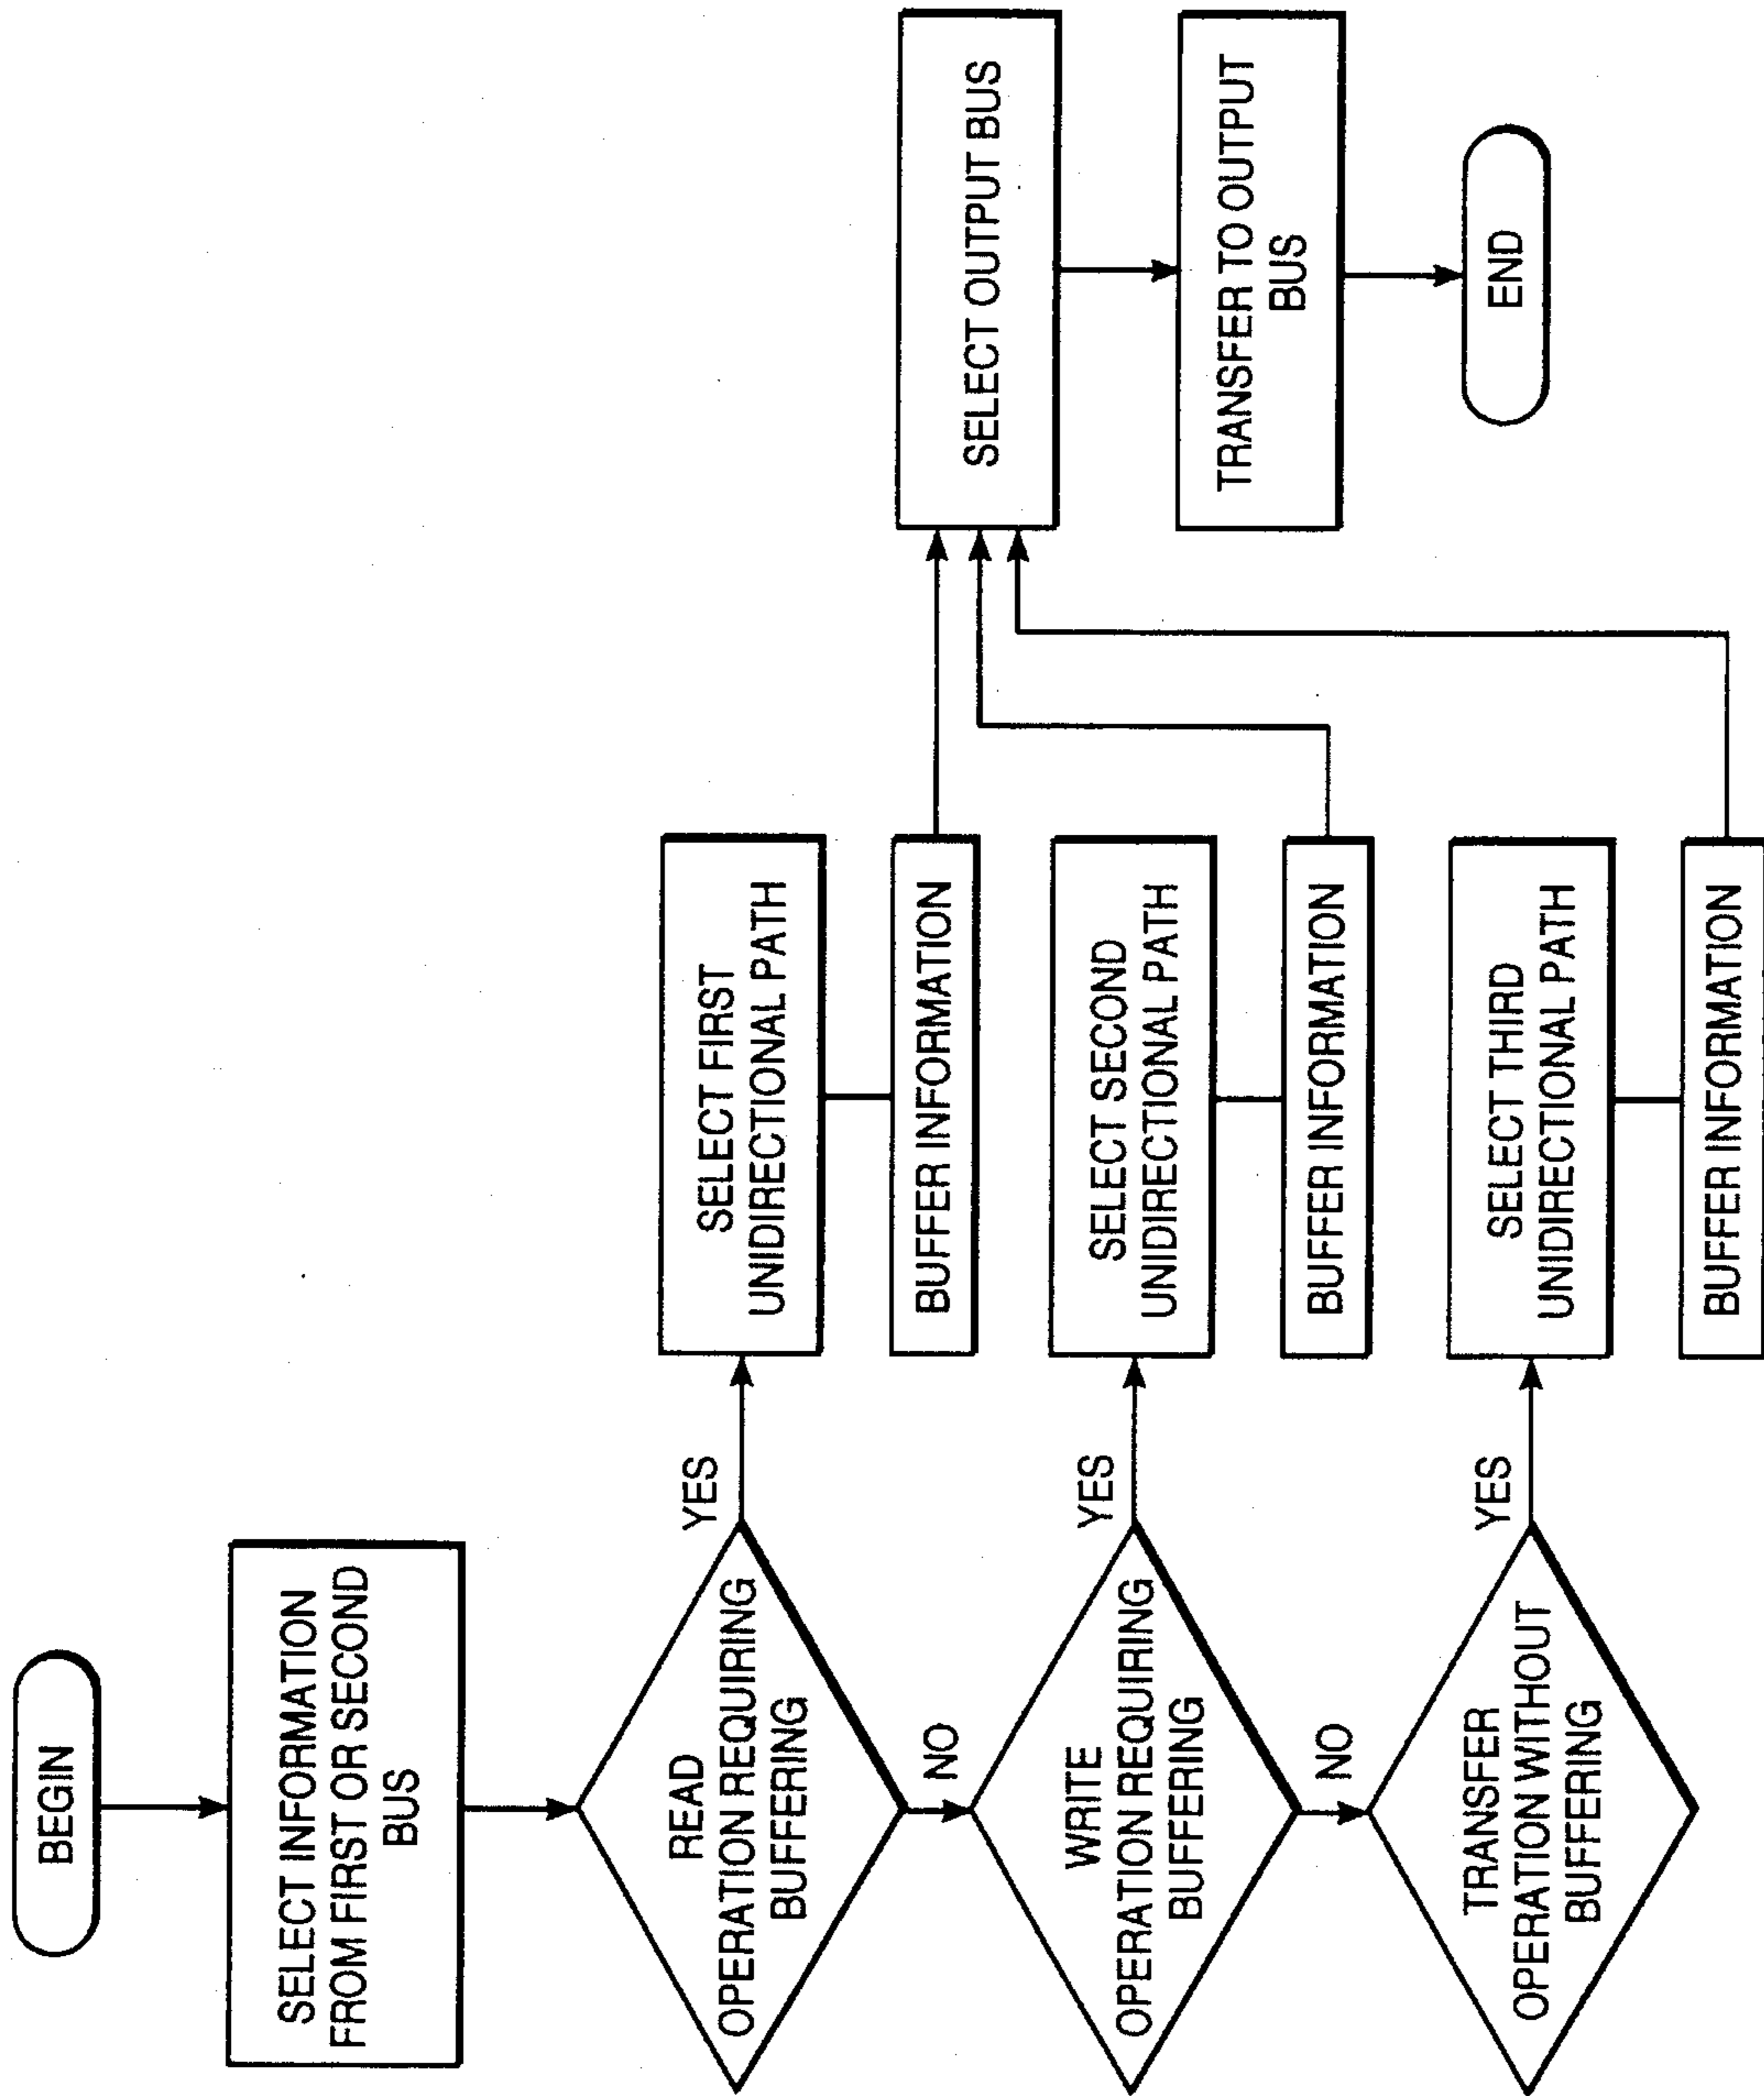 BEGIN
SELECT INFORMATION
FROM FIRST OR SECOND
BUS
READ
OPERATION REQUIRING
BUFFERING
YES
SELECT FIRST
UNIDIRECTIONAL PATH
BUFFER INFORMATION
NO
WRITE
OPERATION REQUIRING
BUFFERING
YES
SELECT SECOND
UNIDIRECTIONAL PATH
BUFFER INFORMATION
NO
TRANSFER
OPERATION WITHOUT
BUFFERING
YES
SELECT THIRD
UNIDIRECTIONAL PATH
BUFFER INFORMATION
SELECT OUTPUT BUS
TRANSFER TO OUTPUT
BUS
END